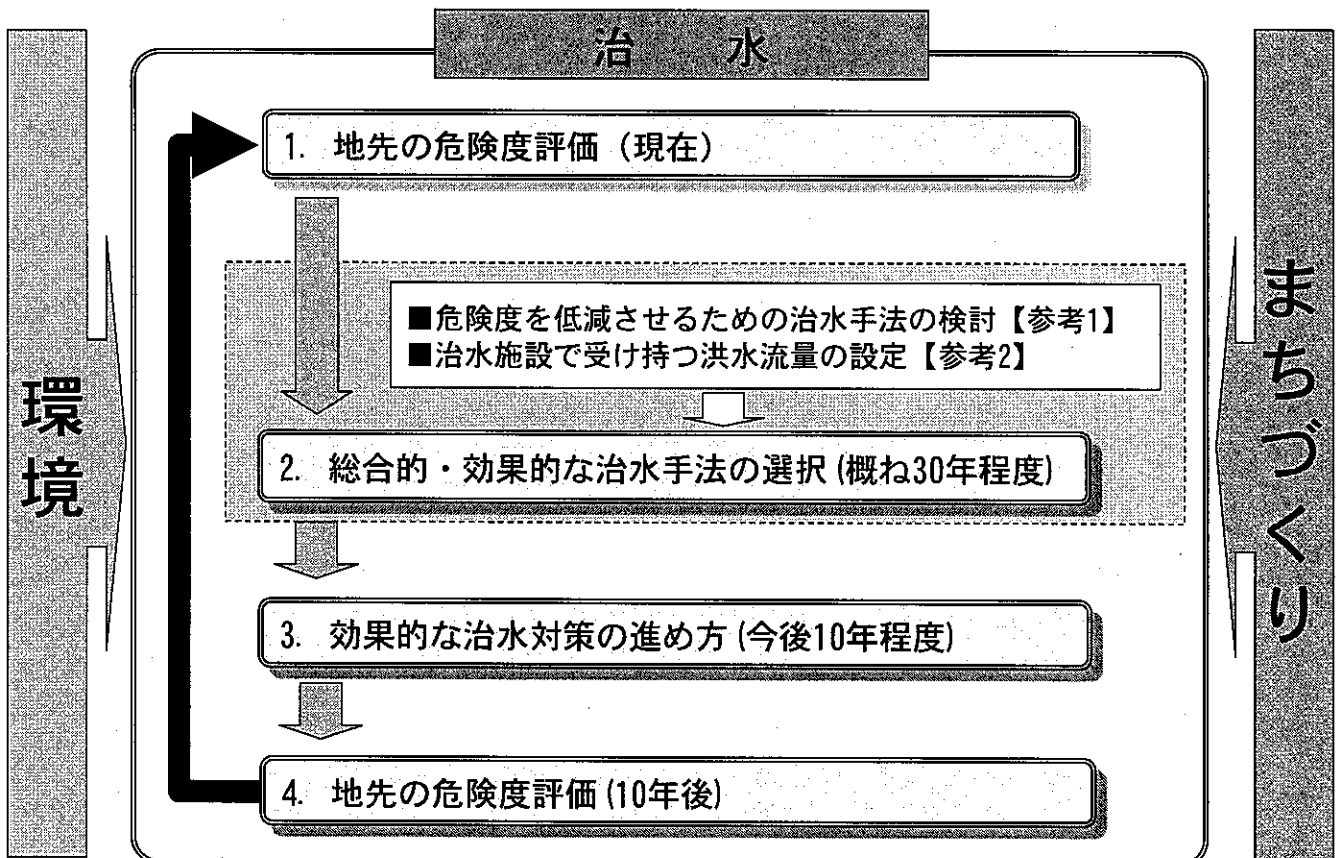 治 水
1. 地先の危険度評価（現在）
■危険度を低減させるための治水手法の検討【参考1】
■治水施設で受け持つ洪水流量の設定【参考2】
2. 総合的・効果的な治水手法の選択(概ね30年程度)
3. 効果的な治水対策の進め方(今後10年程度)
4. 地先の危険度評価(10年後)
環境
まちづくり